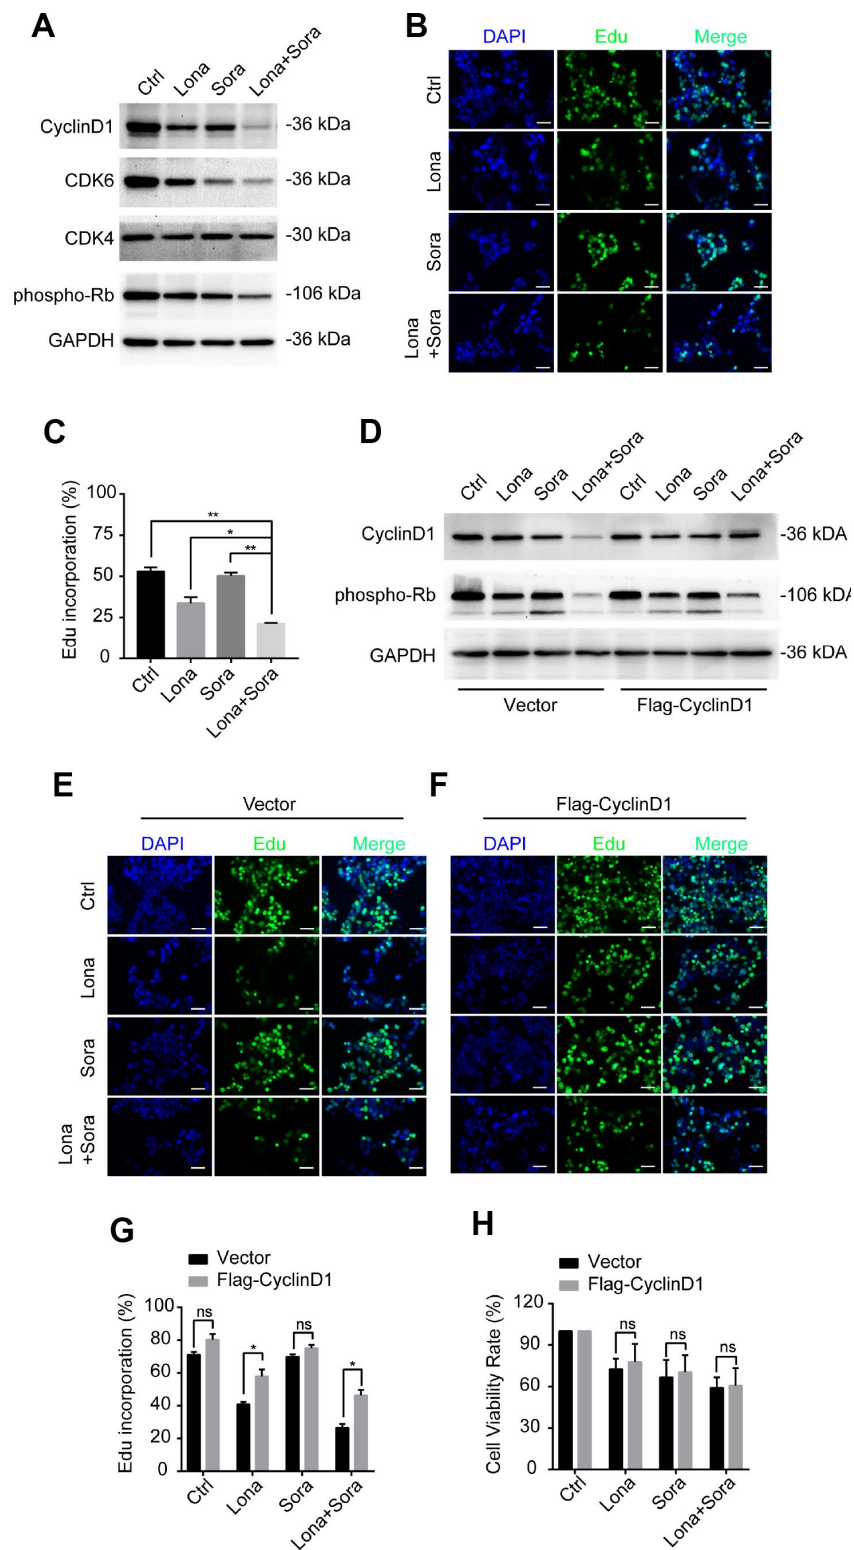 A
Ctrl Lona Sora Lona+Sora
CyclinD1 -36 kDa
CDK6 -36 kDa
CDK4 -30 kDa
phospho-Rb -106 kDa
GAPDH -36 kDa
B
DAPI Edu Merge
Ctrl
Lona
Sora
Lona
+Sora
C
Edu incorporation (%)
100
75
50
25
0
** 
*
**
Ctrl Lona Sora Lona+Sora
D
Ctrl Lona Sora Lona+Sora Ctrl Lona Sora Lona+Sora
CyclinD1 -36 kDA
phospho-Rb -106 kDA
GAPDH -36 kDA
Vector Flag-CyclinD1
E
Vector
DAPI Edu Merge
Ctrl
Lona
Sora
Lona
+Sora
F
Flag-CyclinD1
DAPI Edu Merge
G
Vector
Flag-CyclinD1
Edu incorporation (%)
100
80
60
40
20
0
ns * ns *
Ctrl Lona Sora Lona+Sora
H
Vector
Flag-CyclinD1
Cell Viability Rate (%)
120
90
60
30
0
ns ns ns
Ctrl Lona Sora Lona+Sora